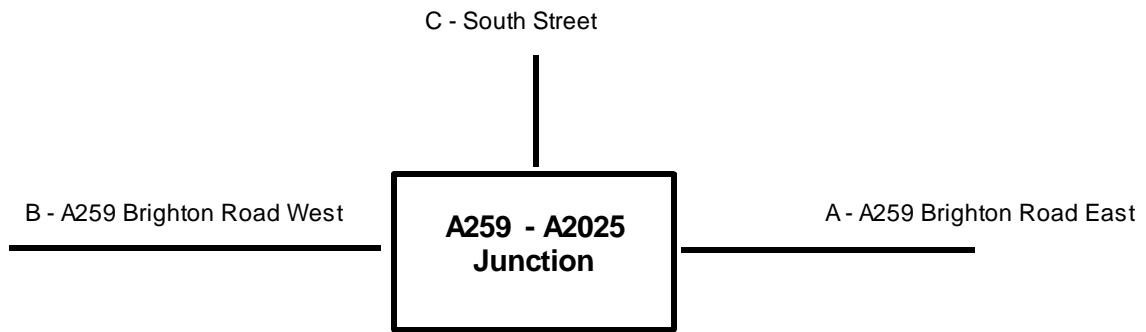 C - South Street
B - A259 Brighton Road West
A - A259 Brighton Road East
A259 - A2025
Junction